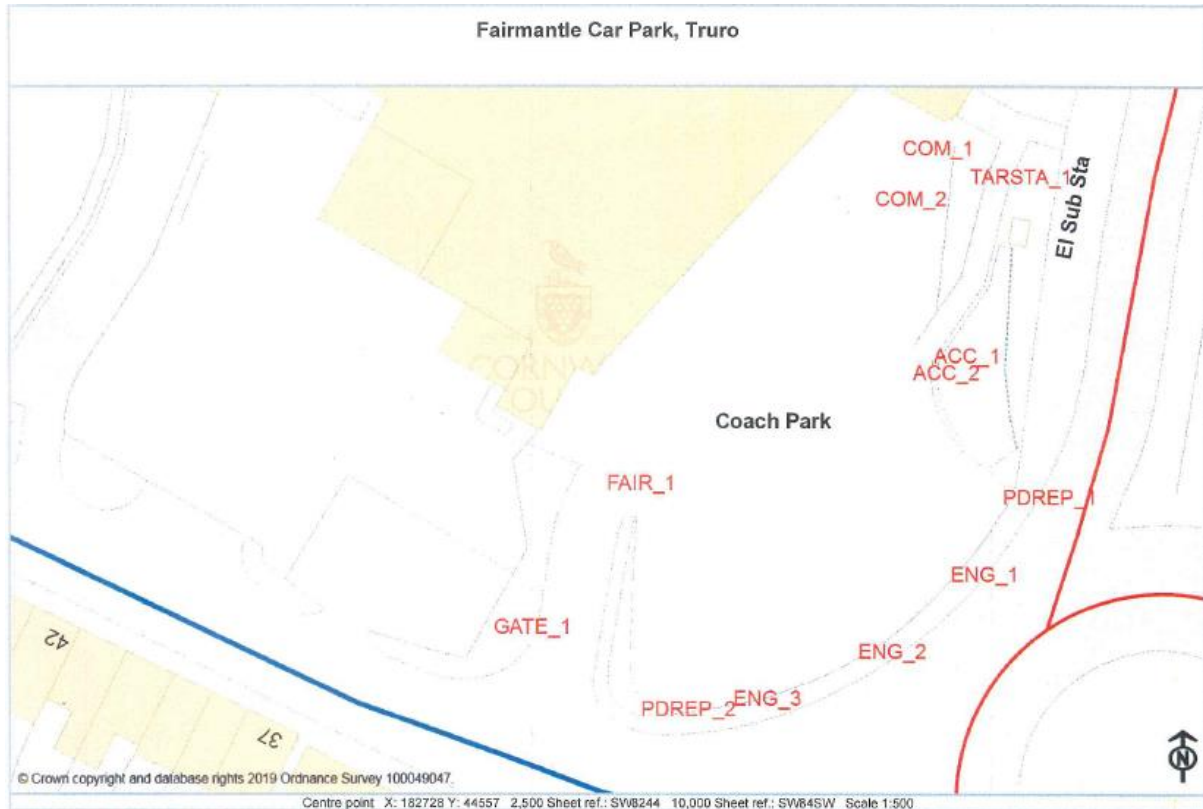 Fairmantle Car Park, Truro
COM_1
TARSTA_1
COM_2
El Sub Sta
CORNWALL
COUNCIL
ACC_1
ACC_2
Coach Park
FAIR_1
PDREP_1
ENG_1
GATE_1
ENG_2
42
ENG_3
PDREP_2
37
N
© Crown copyright and database rights 2019 Ordnance Survey 100049047.
Centre point X: 182728 Y: 44557 2,500 Sheet ref.: SW8244 10,000 Sheet ref.: SW84SW Scale 1:500